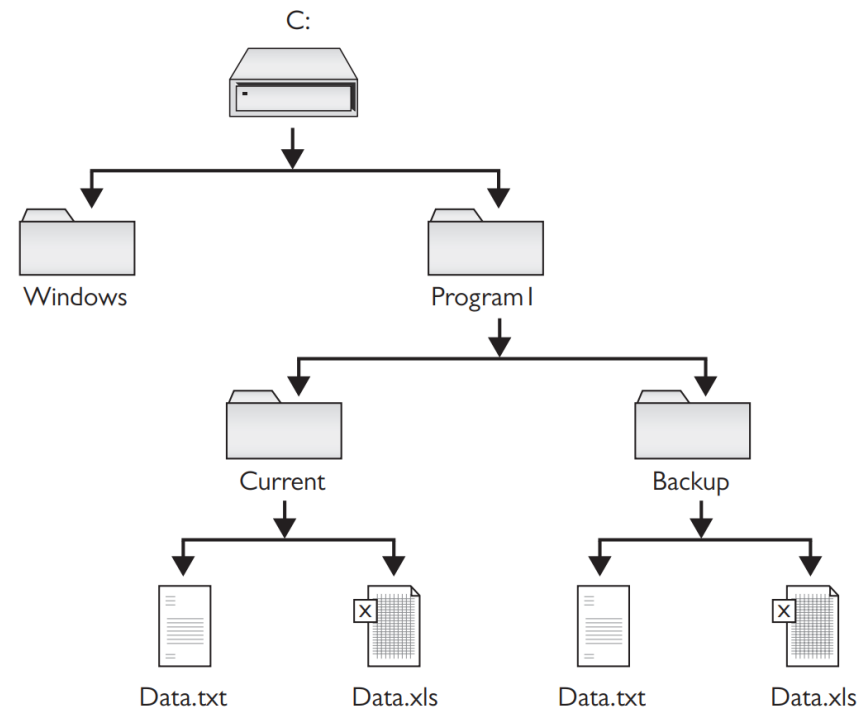 C:
Windows
Program1
Current
Backup
X
X
Data.txt
Data.xls
Data.txt
Data.xls